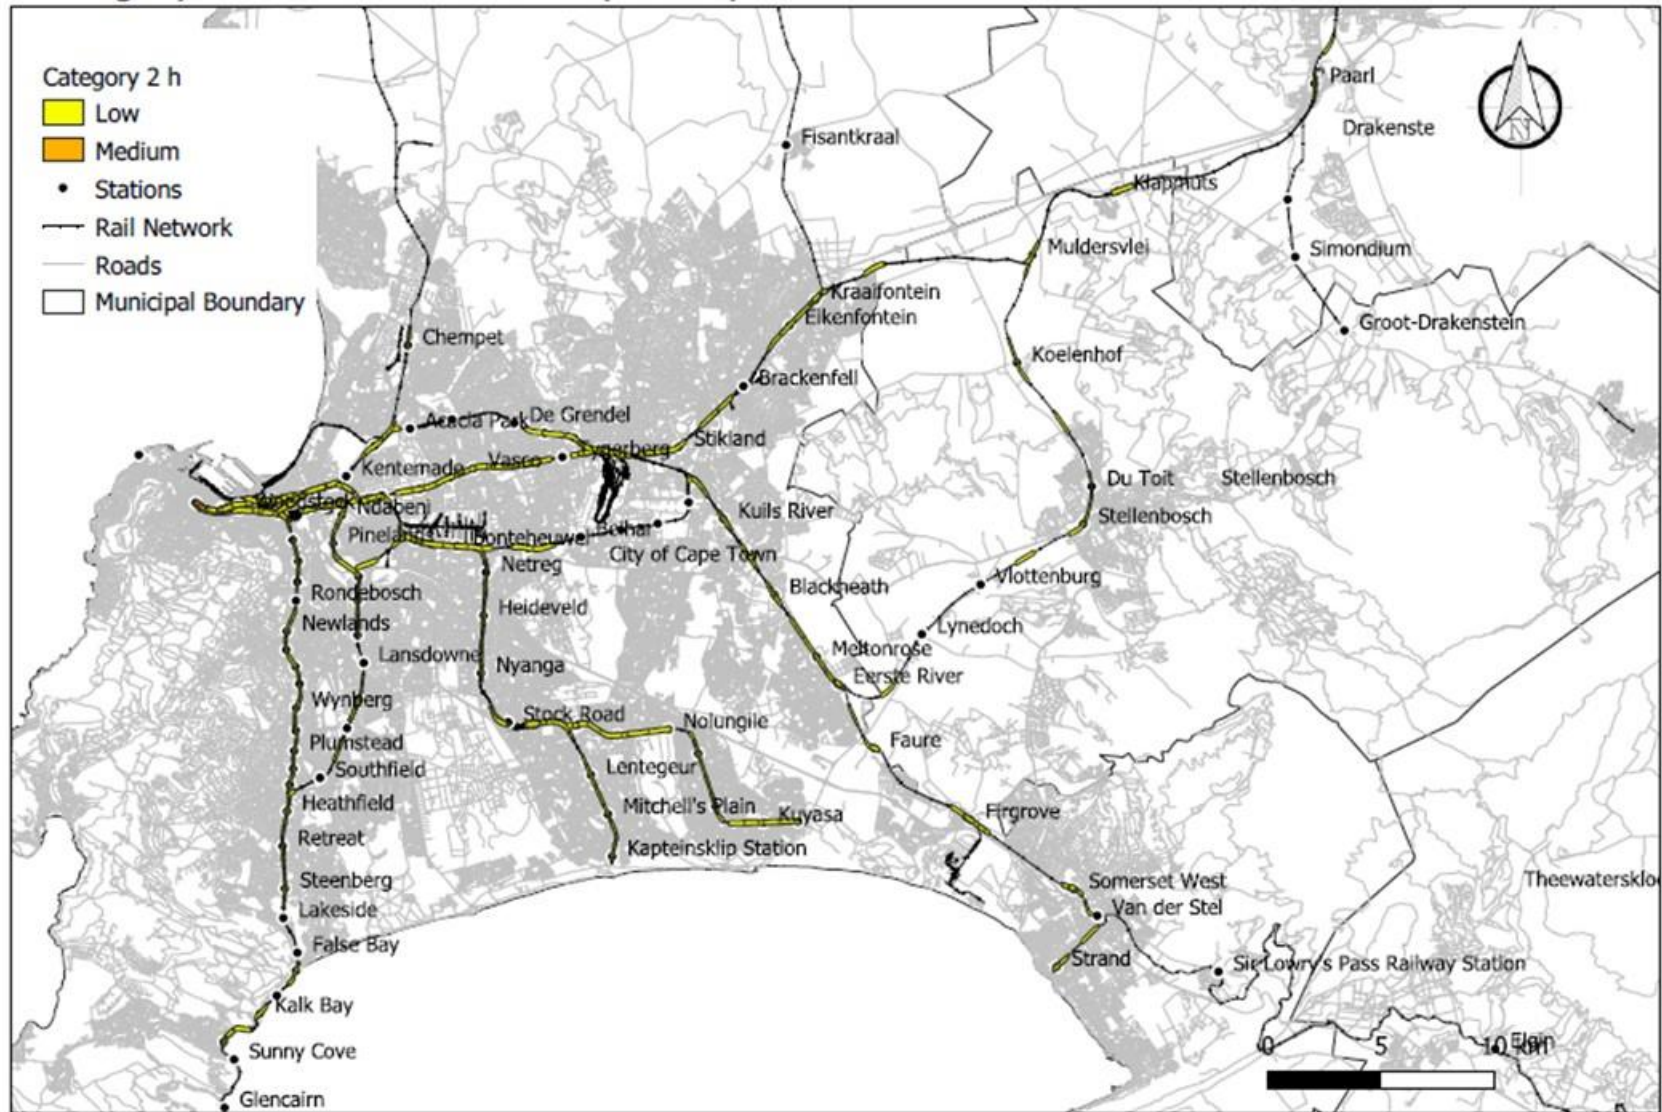 Category 2 h
Low
Medium
Stations
Rail Network
Roads
Municipal Boundary
Paarl
Drakenste
N
Fisantkraal
Klapmuts
Muldersvlei
Simondium
Kraaifontein
Eikenfontein
Groot-Drakenstein
Chempet
Koelenhof
Brackenfell
Acacia Park
De Grendel
Stikland
Vasco
Kentemade
Du Toit
Stellenbosch
Woodstock
Ndabeni
Kuils River
Stellenbosch
Pinelands
Bonteheuwel
Belhar
City of Cape Town
Netreg
Vlottenburg
Blackheath
Rondebosch
Heideveld
Newlands
Lynedoch
Lansdowne
Nyanga
Meltonrose
Eerste River
Wynberg
Stock Road
Nolungile
Plumstead
Faure
Southfield
Lentegeur
Heathfield
Mitchell's Plain
Kuyasa
Firgrove
Retreat
Kapteinsklip Station
Steenberg
Somerset West
Theewaterskloo
Lakeside
Van der Stel
False Bay
Strand
Sir Lowry's Pass Railway Station
Kalk Bay
Sunny Cove
0 5 10 km
Elgin
Glencairn